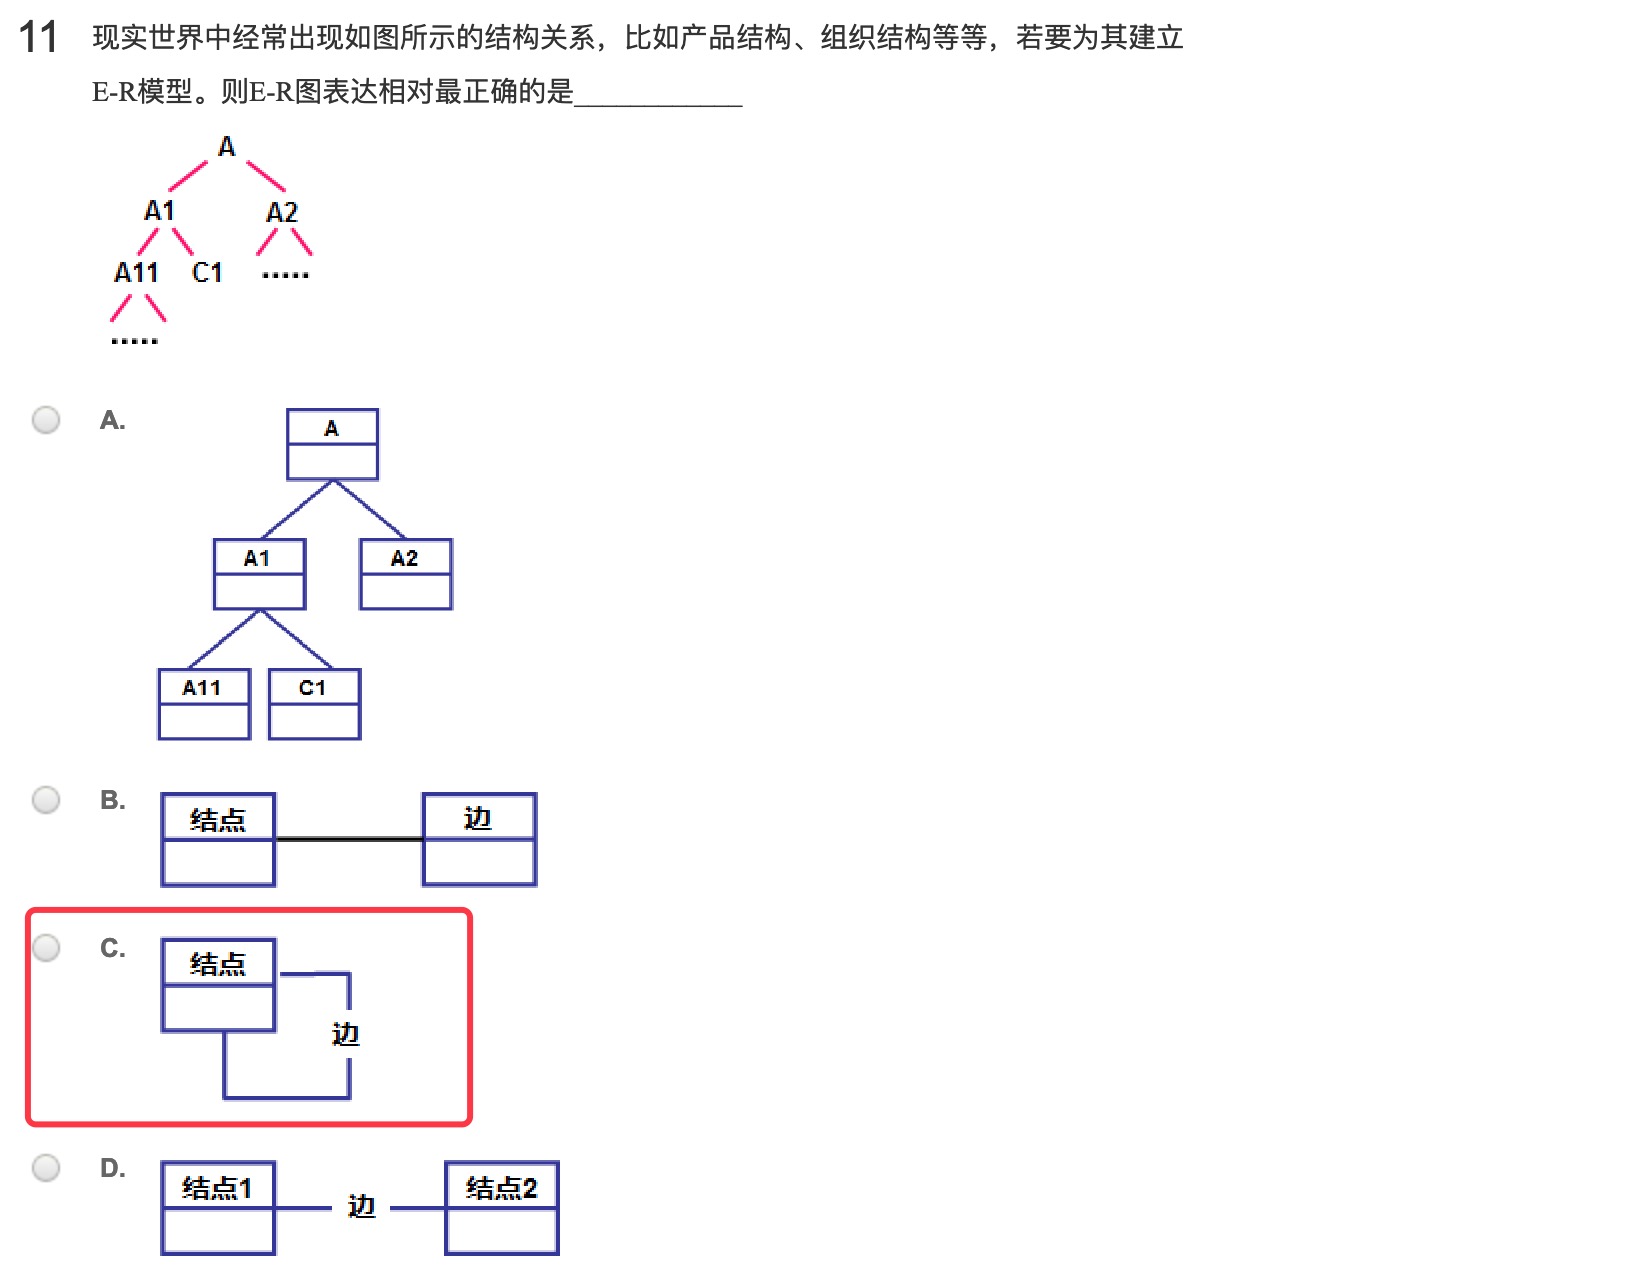 11 现实世界中经常出现如图所示的结构关系，比如产品结构、组织结构等等，若要为其建立
E-R模型。则E-R图表达相对最正确的是____________
A
A1 A2
A11 C1 .....
.....
A.
A
A1 A2
A11 C1
B.
结点 边
C.
结点
边
D.
结点1 边 结点2